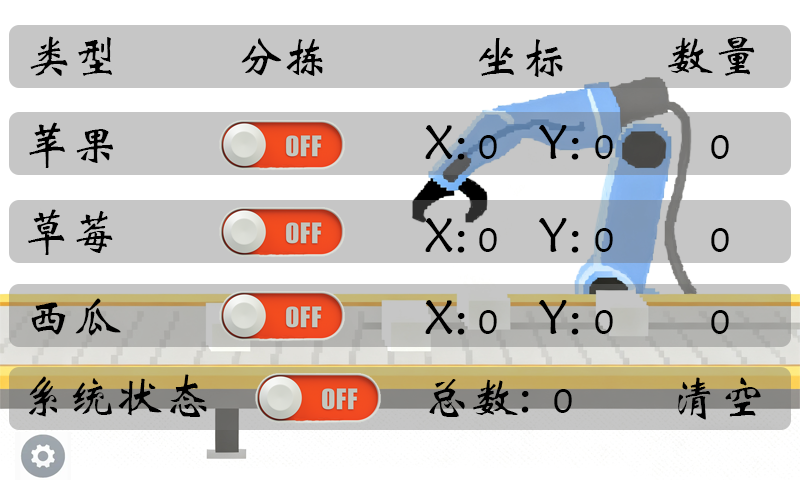 类型 分拣 坐标 数量
苹果 OFF X:0 Y:0 0
草莓 OFF X:0 Y:0 0
西瓜 OFF X:0 Y:0 0
系统状态 OFF 总数: 0 清空